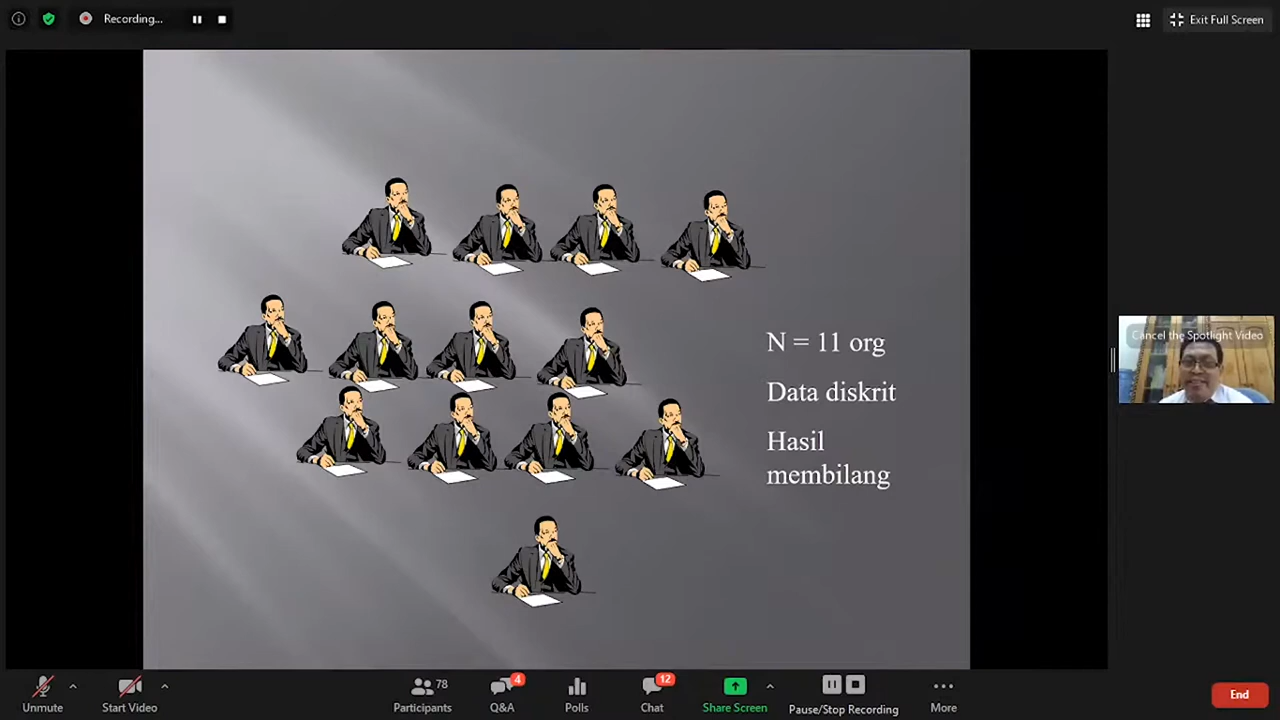 Recording...
Exit Full Screen
N = 11 org
Data diskrit
Hasil
membilang
Cancel the Spotlight Video
78
4
12
Unmute
Start Video
Participants
Q&A
Polls
Chat
Share Screen
Pause/Stop Recording
More
End